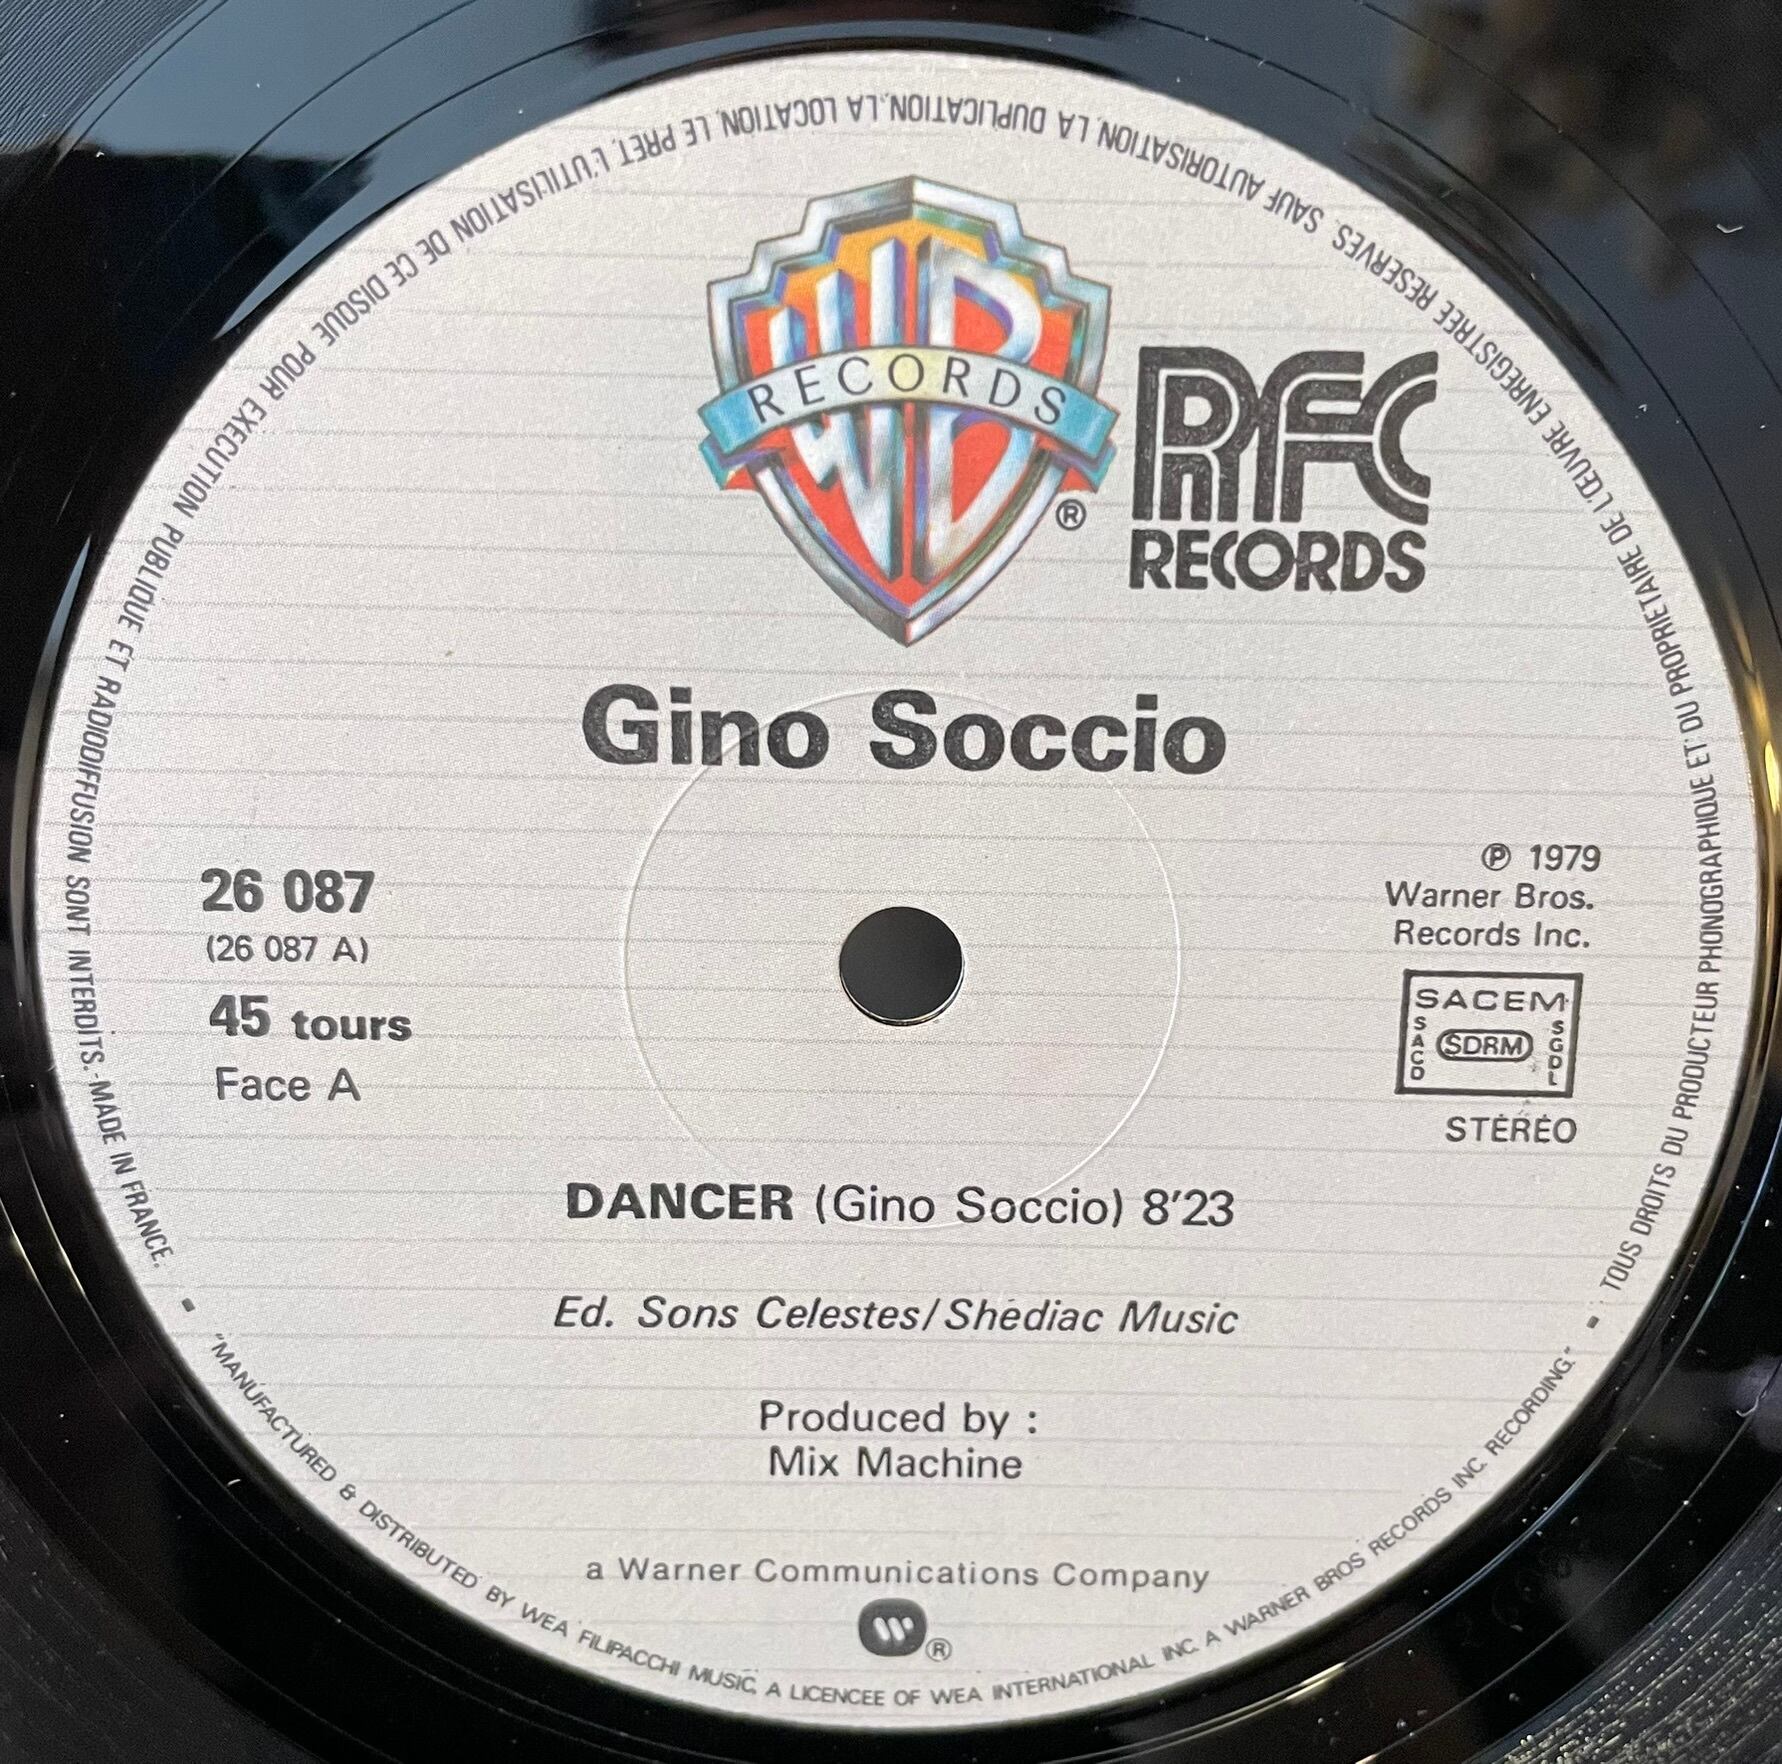 TOUS DROITS DU PRODUCTEUR PHONOGRAPHIQUE ET DU PROPRIETAIRE DE L'ŒUVRE ENREGISTREE RESERVES. SAUF AUTORISATION, LA DUPLICATION, LA LOCATION, LE PRET, L'UTILISATION DE CE DISQUE POUR EXECUTION PUBLIQUE ET RADIODIFFUSION SONT INTERDITS.-MADE IN FRANCE.
WB
RECORDS
®
RFC
RECORDS
Gino Soccio
26 087
(26 087 A)
45 tours
Face A
℗ 1979
Warner Bros.
Records Inc.
SACEM
SACD
SDRM
SGDL
STÉRÉO
DANCER (Gino Soccio) 8'23
Ed. Sons Celestes/Shédiac Music
Produced by :
Mix Machine
a Warner Communications Company
®
"MANUFACTURED & DISTRIBUTED BY WEA FILIPACCHI MUSIC, A LICENCEE OF WEA INTERNATIONAL INC. A WARNER BROS RECORDS INC. RECORDING."